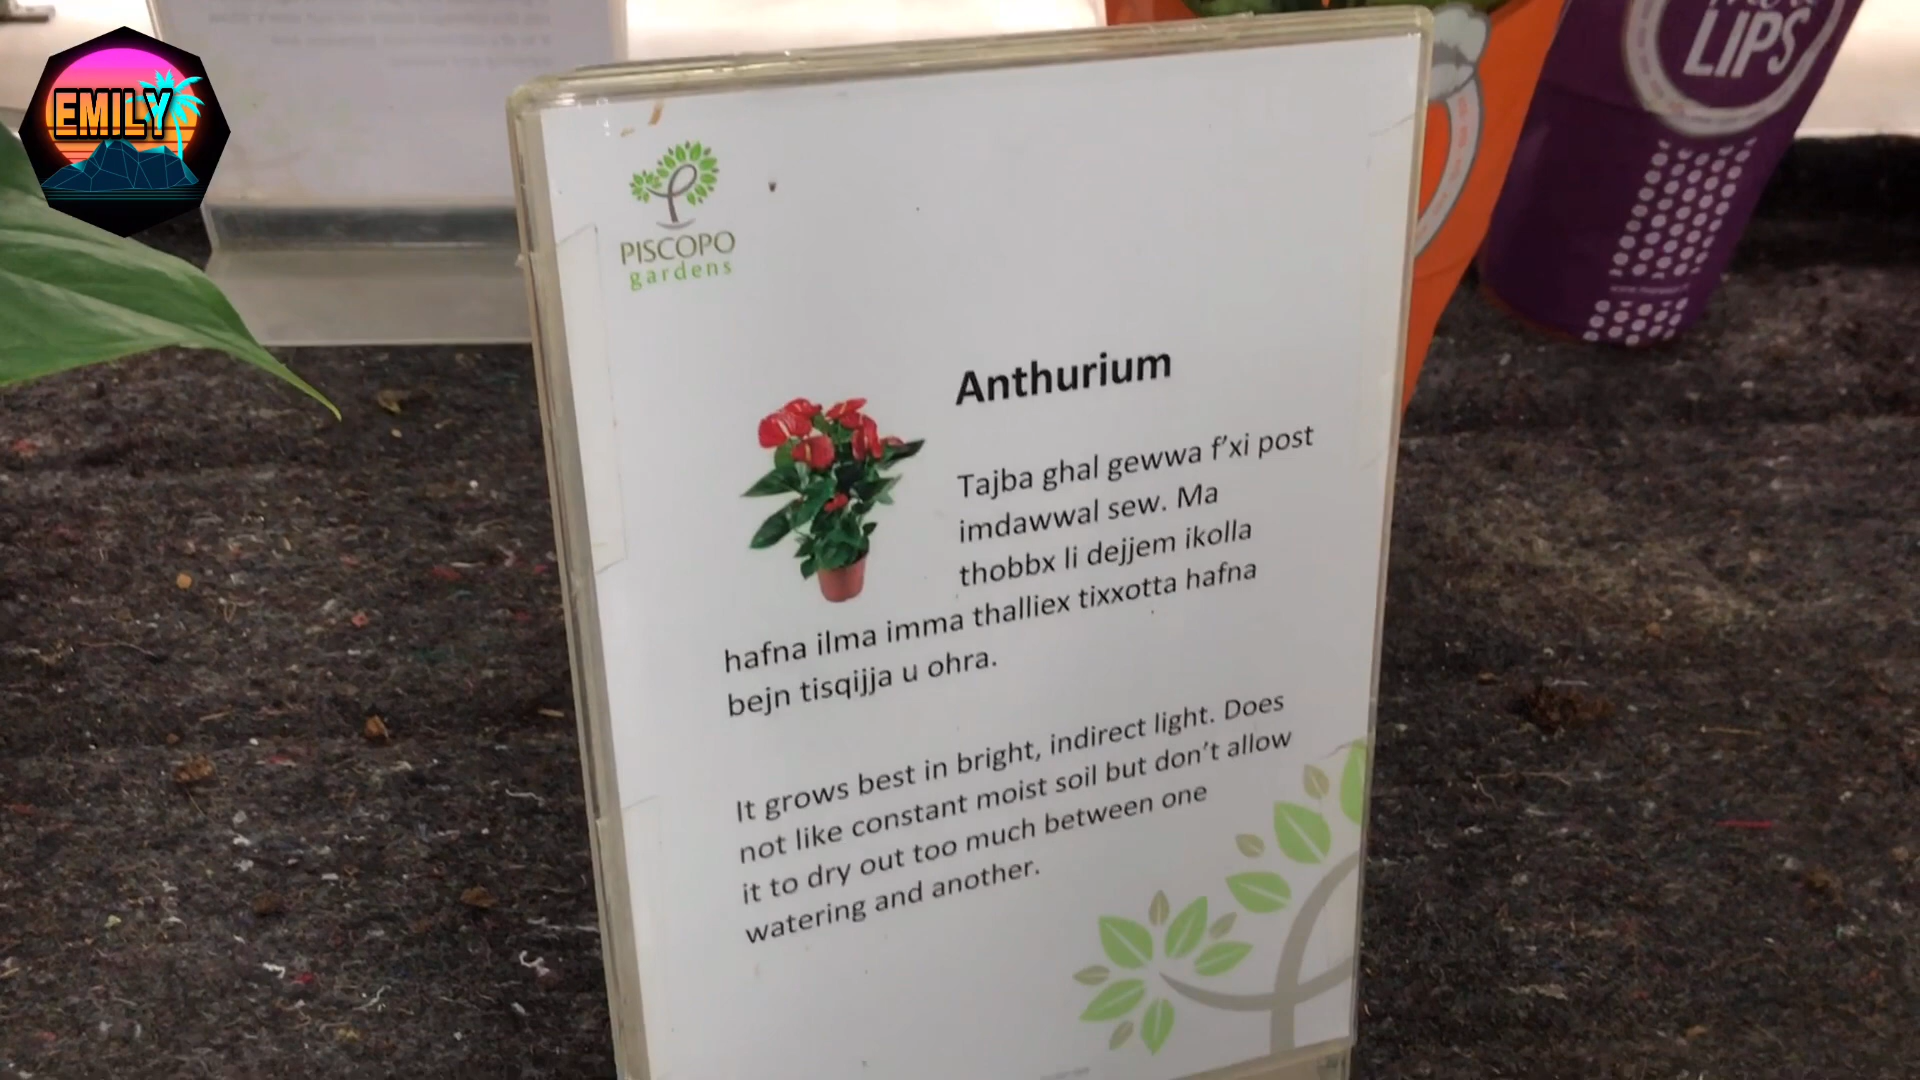 EMILY
LIPS
PISCOPO
gardens
Anthurium
Tajba ghal gewwa f'xi post
imdawwal sew. Ma
thobbx li dejjem ikolla
hafna ilma imma thalliex tixxotta hafna
bejn tisqijja u ohra.
It grows best in bright, indirect light. Does
not like constant moist soil but don't allow
it to dry out too much between one
watering and another.